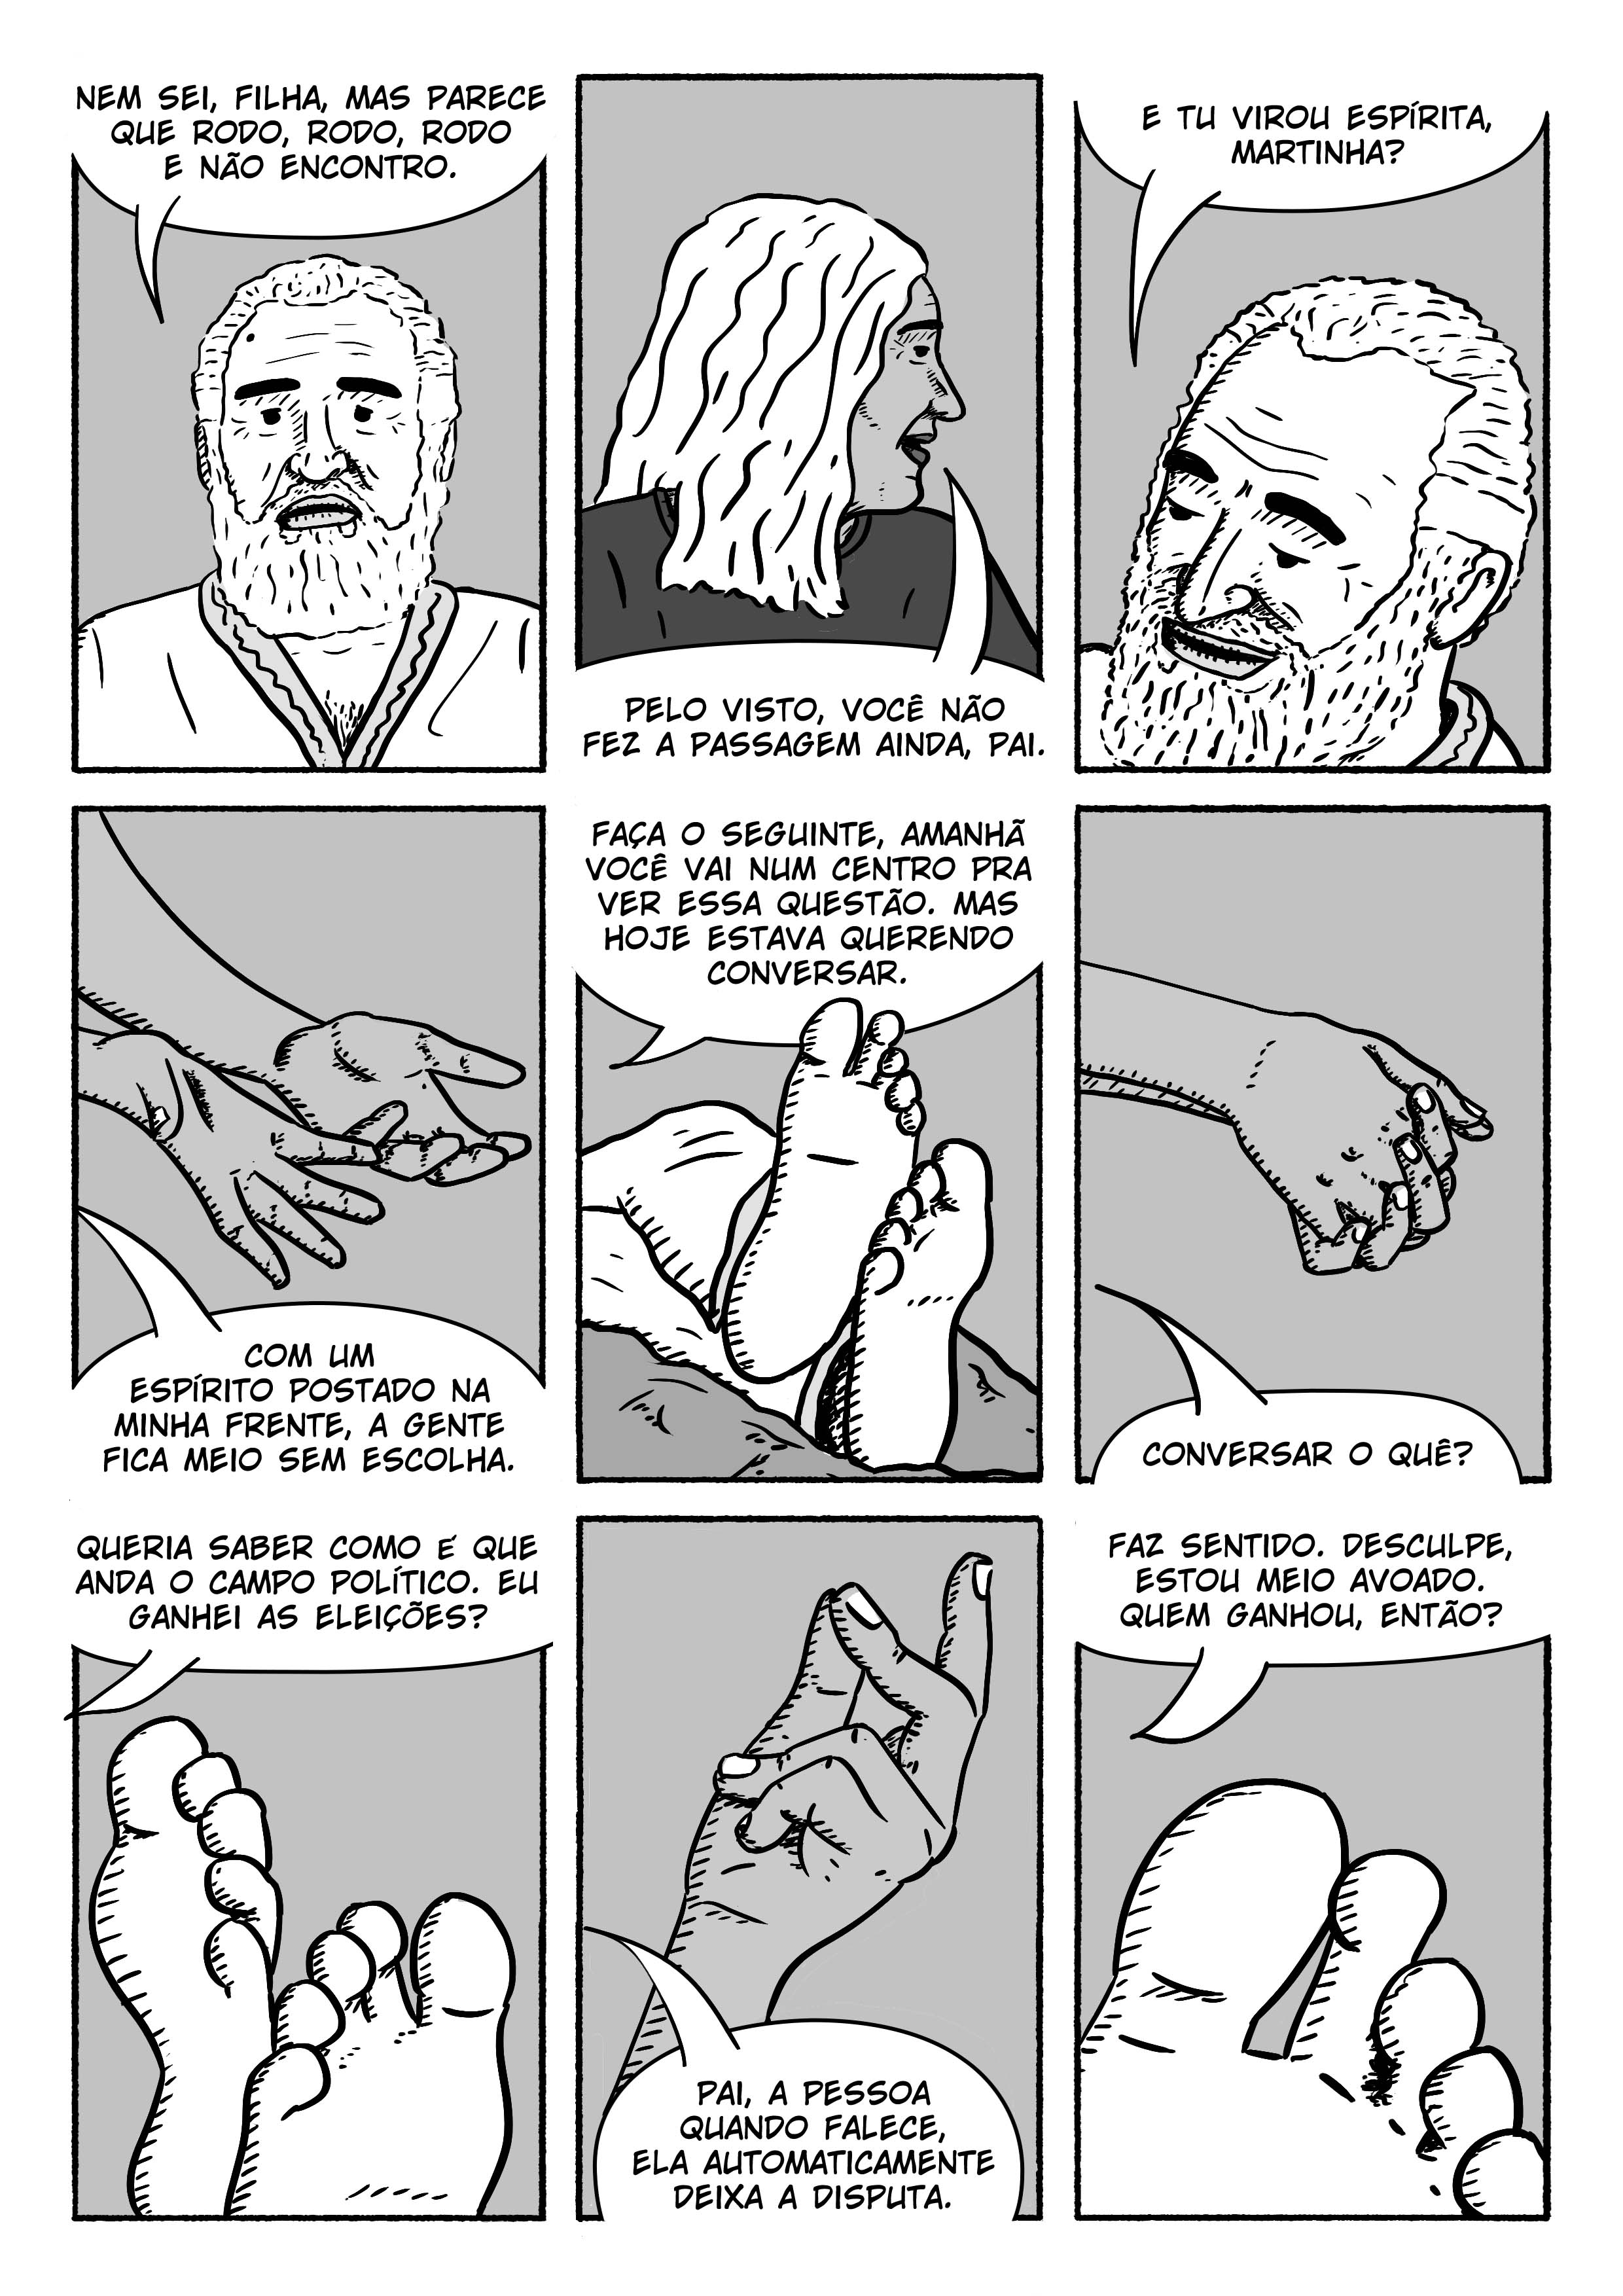 NEM SEI, FILHA, MAS PARECE
QUE RODO, RODO, RODO
E NÃO ENCONTRO.
PELO VISTO, VOCÊ NÃO
FEZ A PASSAGEM AINDA, PAI.
E TU VIROU ESPÍRITA,
MARTINHA?
COM UM
ESPÍRITO POSTADO NA
MINHA FRENTE, A GENTE
FICA MEIO SEM ESCOLHA.
FAÇA O SEGUINTE, AMANHÃ
VOCÊ VAI NUM CENTRO PRA
VER ESSA QUESTÃO. MAS
HOJE ESTAVA QUERENDO
CONVERSAR.
CONVERSAR O QUÊ?
QUERIA SABER COMO É QUE
ANDA O CAMPO POLÍTICO. EU
GANHEI AS ELEIÇÕES?
PAI, A PESSOA
QUANDO FALECE,
ELA AUTOMATICAMENTE
DEIXA A DISPUTA.
FAZ SENTIDO. DESCULPE,
ESTOU MEIO AVOADO.
QUEM GANHOU, ENTÃO?